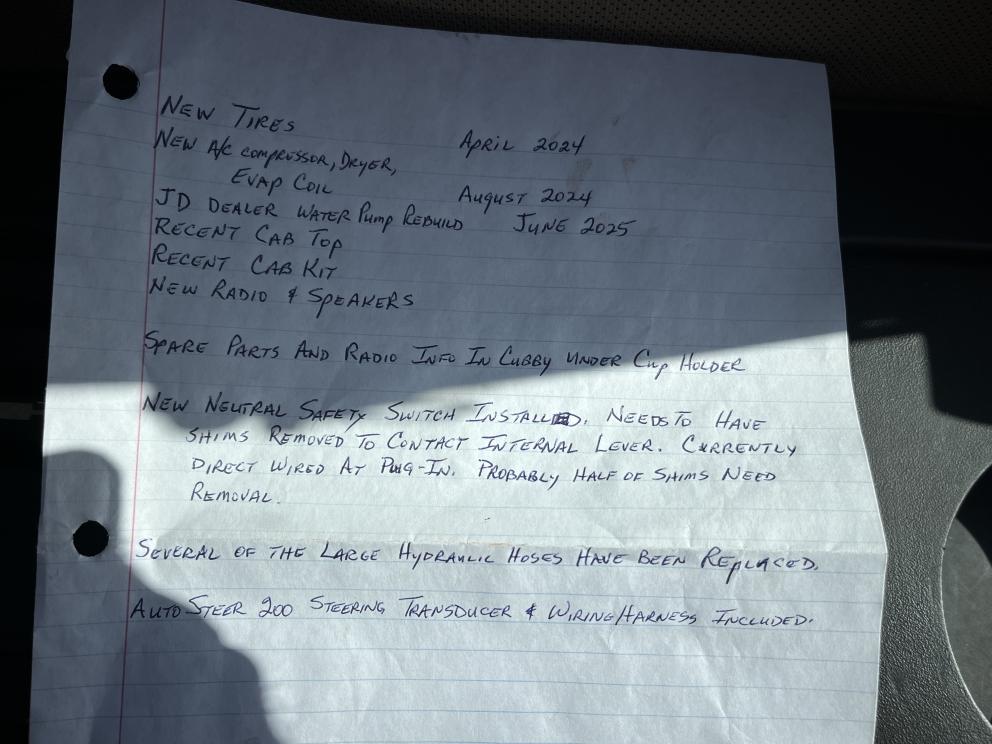 New Tires April 2024
New A/C compressor, Dryer,
Evap Coil August 2024
JD Dealer Water Pump Rebuild June 2025
Recent Cab Top
Recent Cab Kit
New Radio & Speakers
Spare Parts And Radio Info In Cubby Under Cup Holder
New Neutral Safety Switch Installed. Needs To Have
Shims Removed To Contact Internal Lever. Currently
Direct Wired At Plug-In. Probably Half of Shims Need
Removal.
Several of the Large Hydraulic Hoses Have Been Replaced.
Auto Steer 200 Steering Transducer & Wiring/Harness Included.